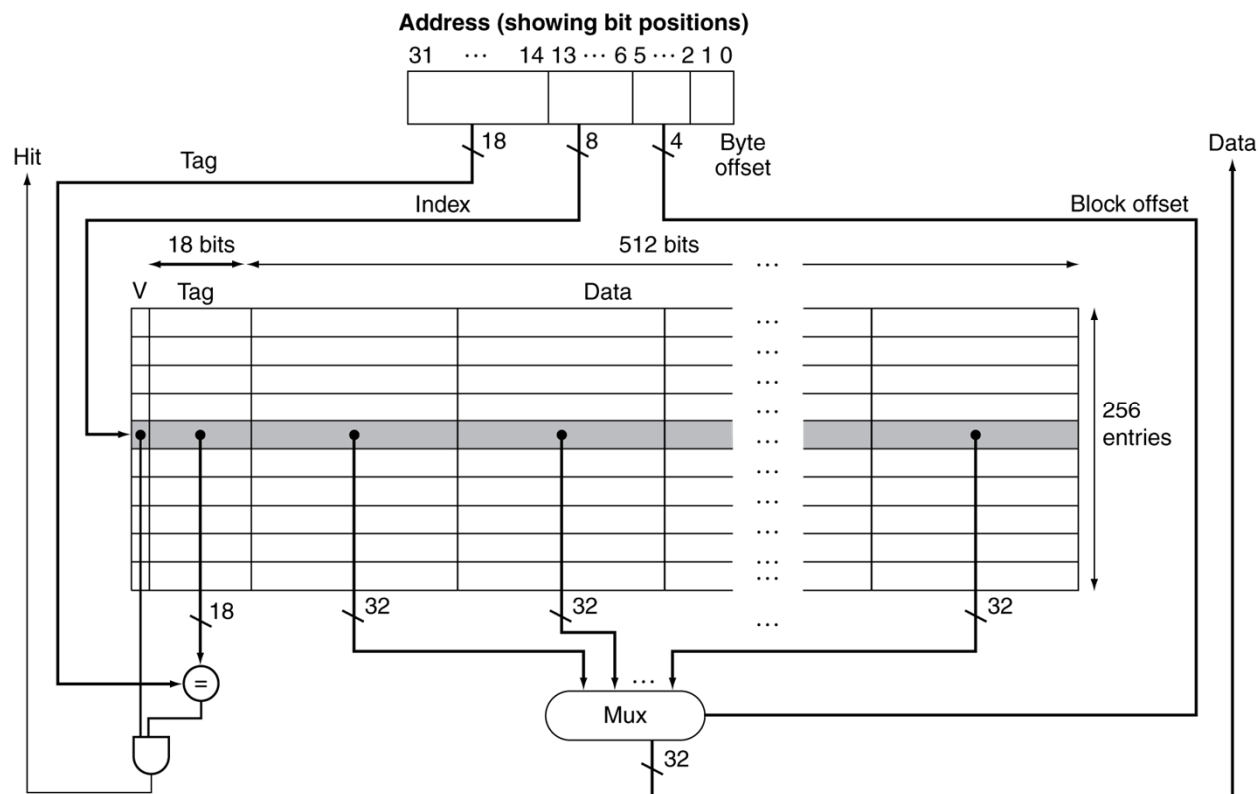 Address (showing bit positions)
31 ··· 14 13 ··· 6 5 ··· 2 1 0
18 8 4 Byte
offset
Hit
Tag
Data
Index
Block offset
18 bits
512 bits
···
V Tag
Data
···
···
···
···
···
···
···
···
···
···
256
entries
18
32
32
···
32
=
···
Mux
32